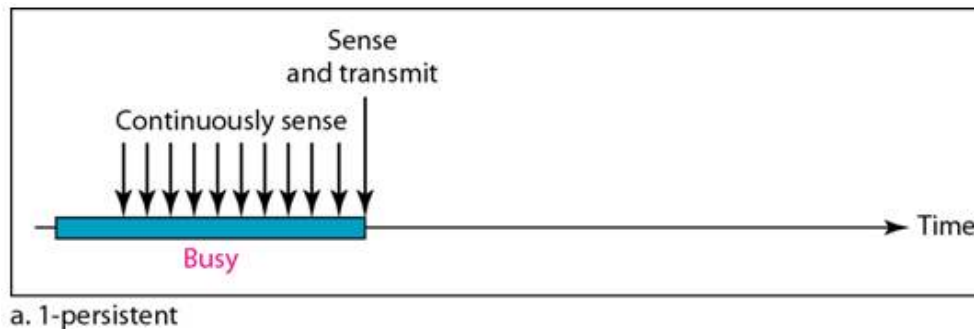 Sense
and transmit
Continuously sense
Time
Busy
a. 1-persistent